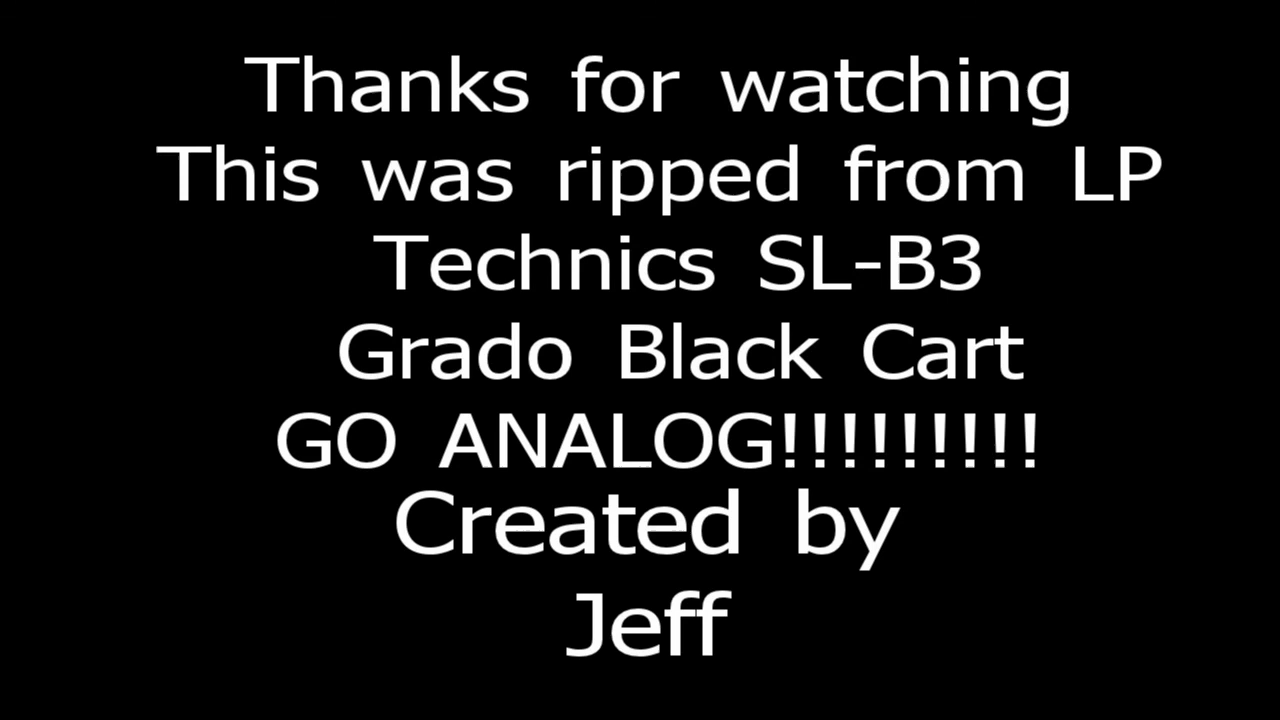 Thanks for watching
This was ripped from LP
Technics SL-B3
Grado Black Cart
GO ANALOG!!!!!!!!!
Created by
Jeff